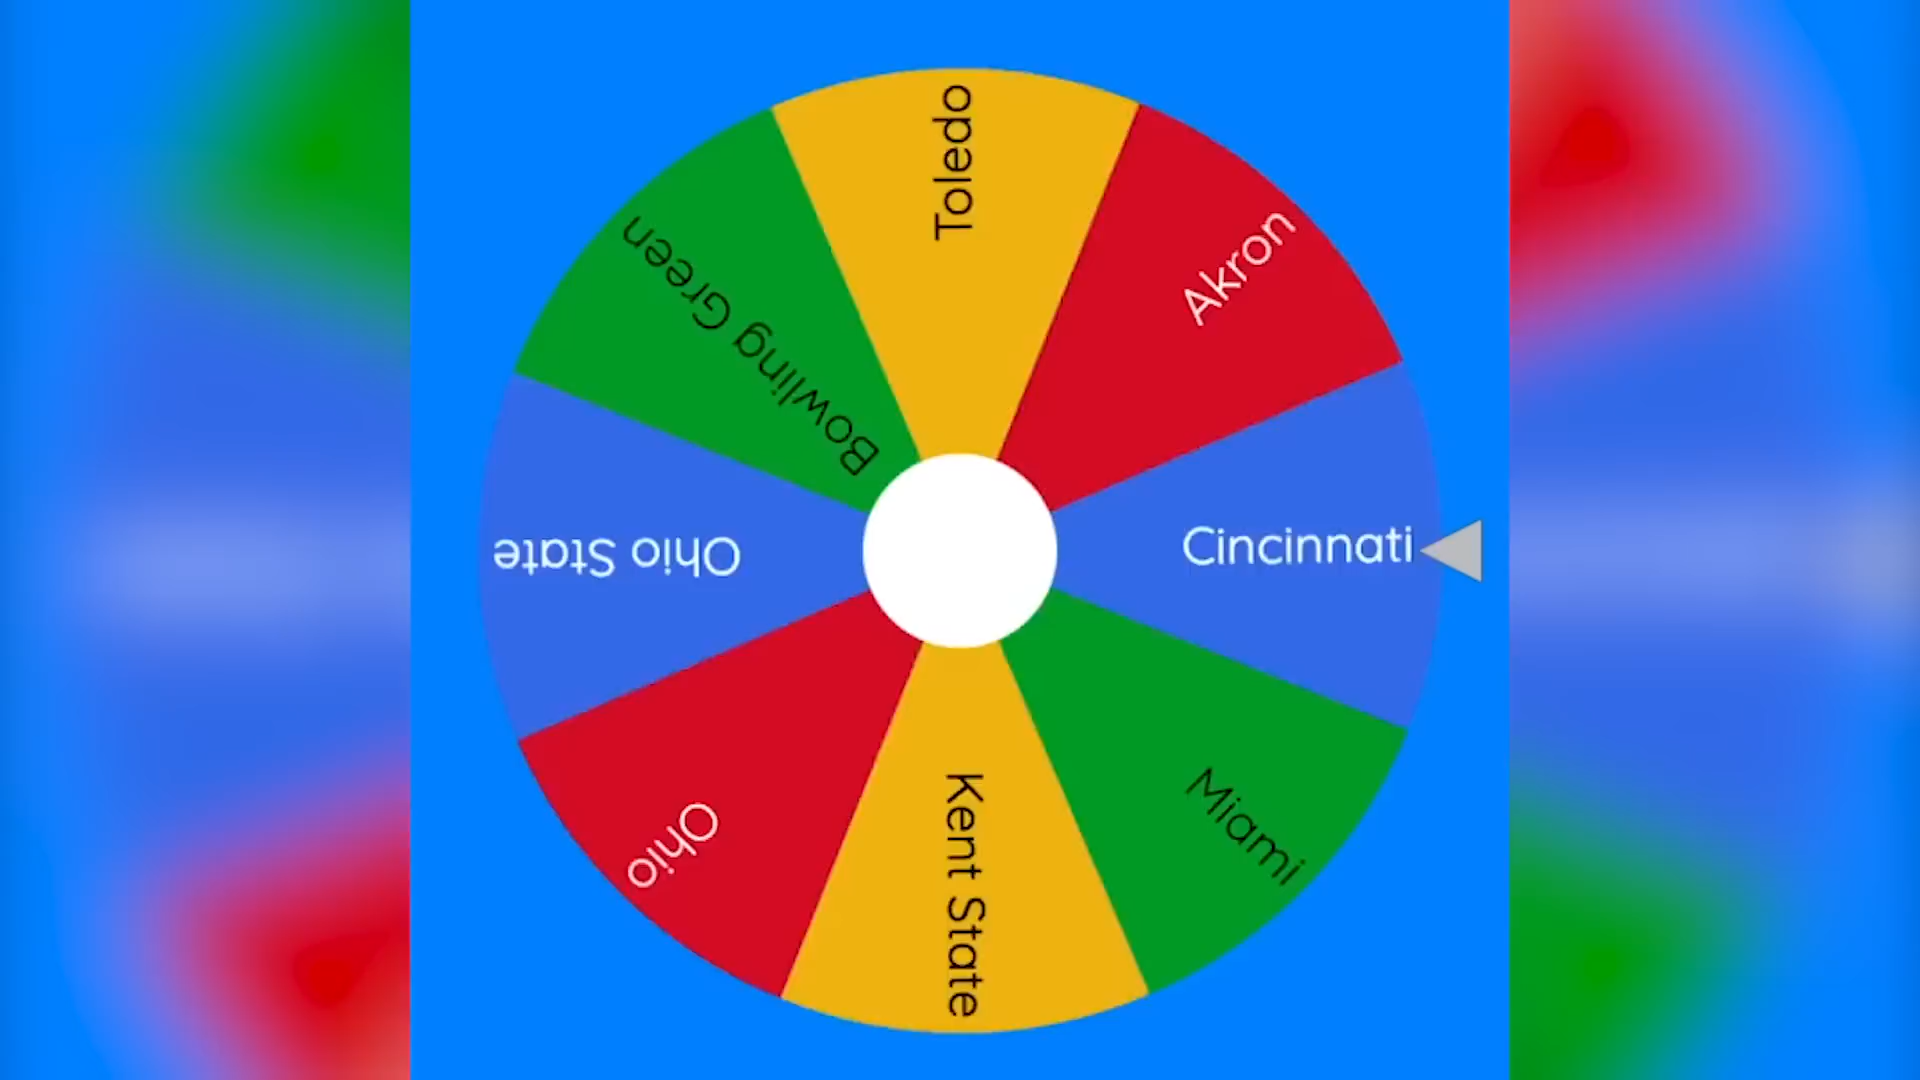 Toledo
Akron
Bowling Green
Cincinnati
Ohio State
Miami
Ohio
Kent State